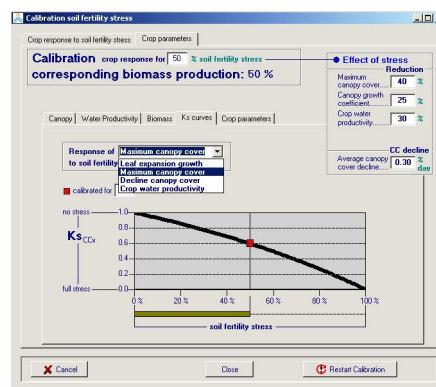 Calibration soil fertility stress
Crop response to soil fertility stress Crop parameters
Calibration crop response for 50 % soil fertility stress
corresponding biomass production: 50 %
Effect of stress
Reduction
Maximum canopy cover.... 40 %
Canopy growth coefficient........ 25 %
Crop water productivity....... 30 %
CC decline
Average canopy cover decline..... 0.30 % day
Canopy Water Productivity Biomass Ks curves Crop parameters
Response of Maximum canopy cover
to soil fertility
Leaf expansion growth
Maximum canopy cover
Decline canopy cover
Crop water productivity
calibrated for
no stress 1.0
0.8
Ks CCx
0.6
0.4
0.2
full stress 0.0
0 % 20 % 40 % 60 % 80 % 100 %
soil fertility stress
Cancel Close Restart Calibration